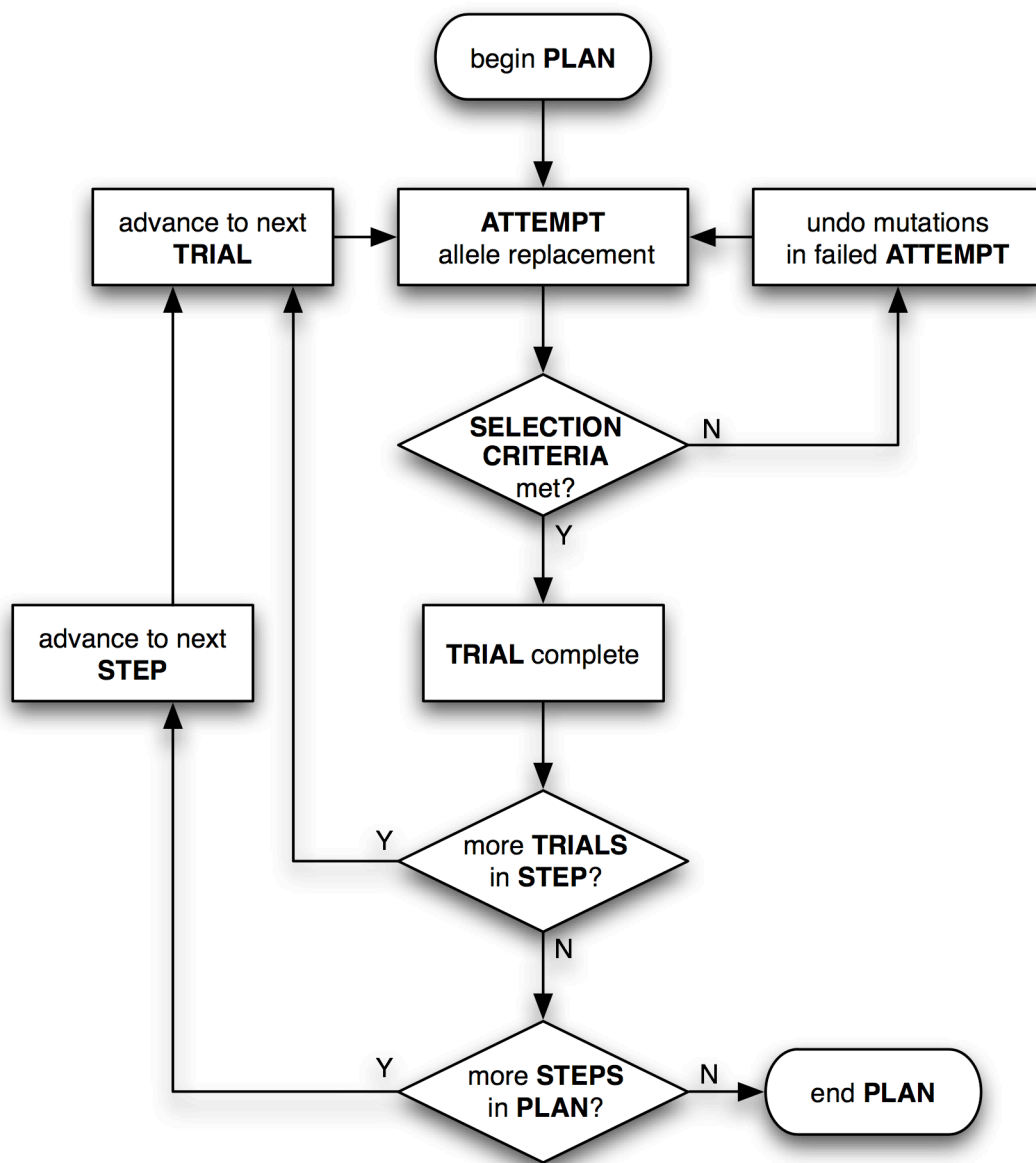 begin PLAN
advance to next
TRIAL
ATTEMPT
allele replacement
undo mutations
in failed ATTEMPT
SELECTION
CRITERIA
met?
N
Y
advance to next
STEP
TRIAL complete
more TRIALS
in STEP?
Y
N
more STEPS
in PLAN?
Y
N
end PLAN